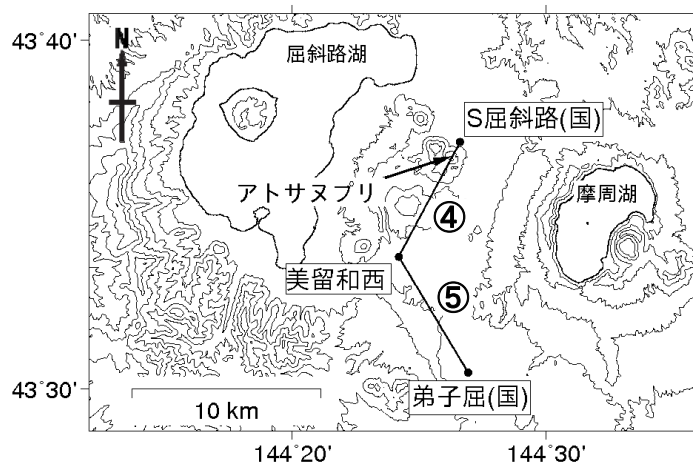 43°40'
N
屈斜路湖
S屈斜路(国)
アトサヌプリ
摩周湖
④
美留和西
⑤
43°30'
10 km
弟子屈(国)
144°20'
144°30'